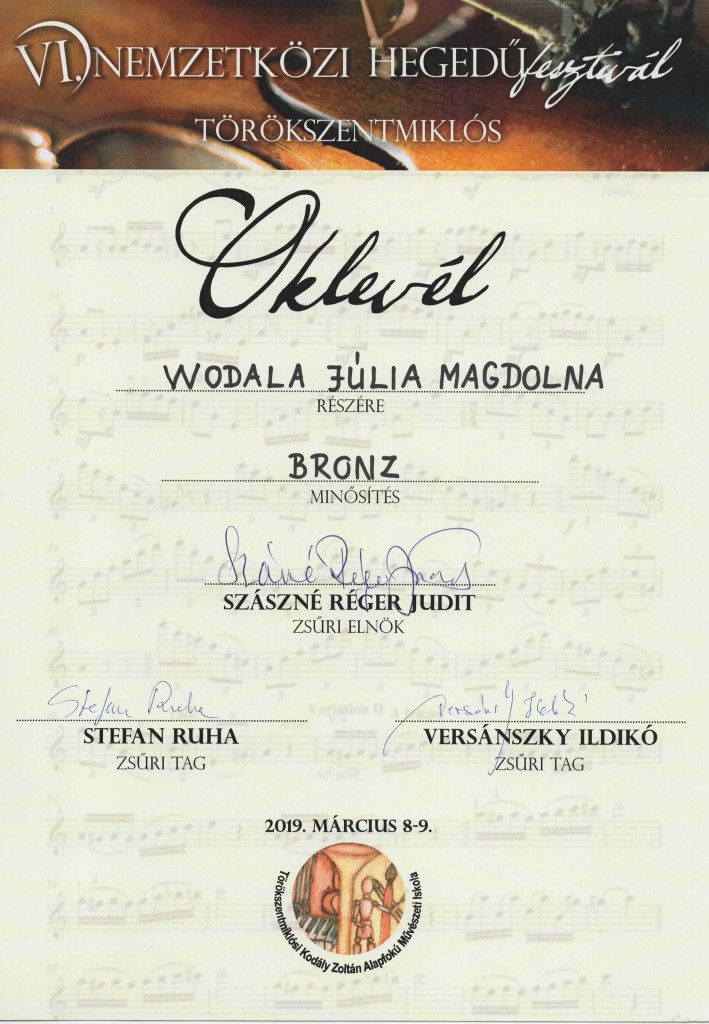 VI. NEMZETKÖZI HEGEDŰfesztivál
TÖRÖKSZENTMIKLÓS
Oklevél
WODALA JÚLIA MAGDOLNA
RÉSZÉRE
BRONZ
MINŐSÍTÉS
Szászné Réger Judit
SZÁSZNÉ RÉGER JUDIT
ZSŰRI ELNÖK
Stefan Ruha
STEFAN RUHA
ZSŰRI TAG
Versánszky Ildikó
VERSÁNSZKY ILDIKÓ
ZSŰRI TAG
Variation II
2019. MÁRCIUS 8-9.
Törökszentmiklósi Kodály Zoltán Alapfokú Művészeti Iskola